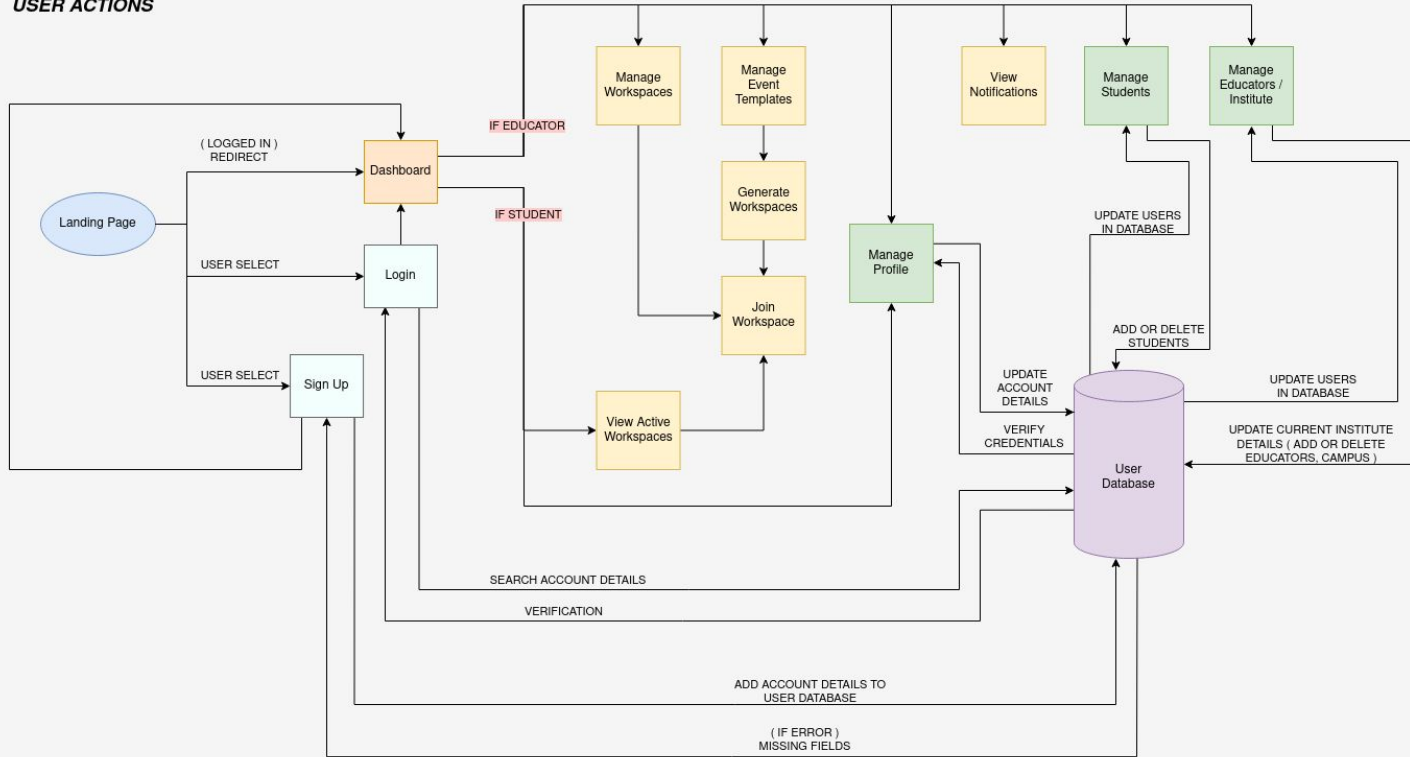 USER ACTIONS
Manage
Workspaces
Manage
Event
Templates
View
Notifications
Manage
Students
Manage
Educators /
Institute
IF EDUCATOR
( LOGGED IN )
REDIRECT
Dashboard
Landing Page
IF STUDENT
Generate
Workspaces
UPDATE USERS
IN DATABASE
Manage
Profile
USER SELECT
Login
Join
Workspace
ADD OR DELETE
STUDENTS
USER SELECT
Sign Up
UPDATE
ACCOUNT
DETAILS
UPDATE USERS
IN DATABASE
View Active
Workspaces
VERIFY
CREDENTIALS
UPDATE CURRENT INSTITUTE
DETAILS ( ADD OR DELETE
EDUCATORS, CAMPUS )
User
Database
SEARCH ACCOUNT DETAILS
VERIFICATION
ADD ACCOUNT DETAILS TO
USER DATABASE
( IF ERROR )
MISSING FIELDS